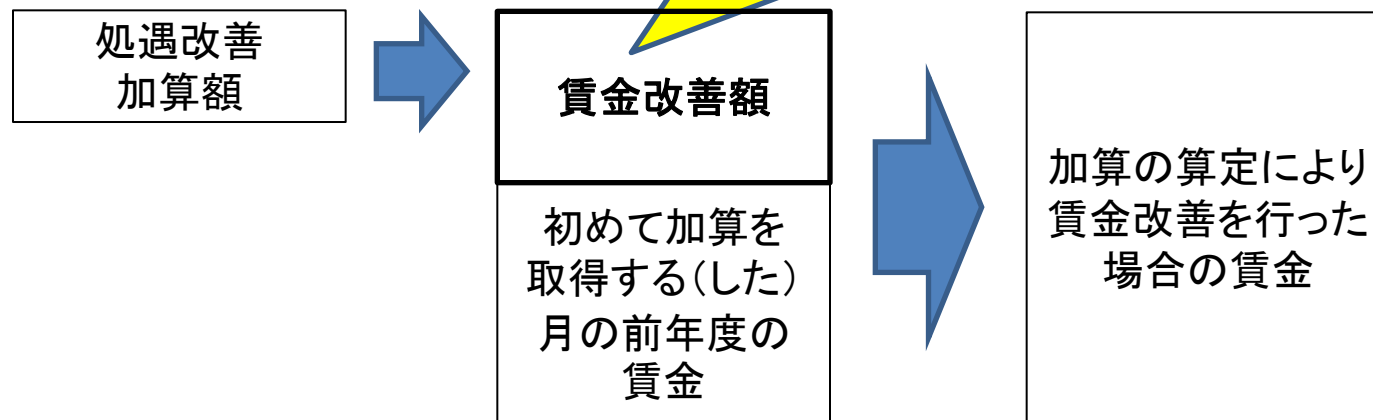 処遇改善
加算額
賃金改善額
初めて加算を
取得する(した)
月の前年度の
賃金
加算の算定により
賃金改善を行った
場合の賃金